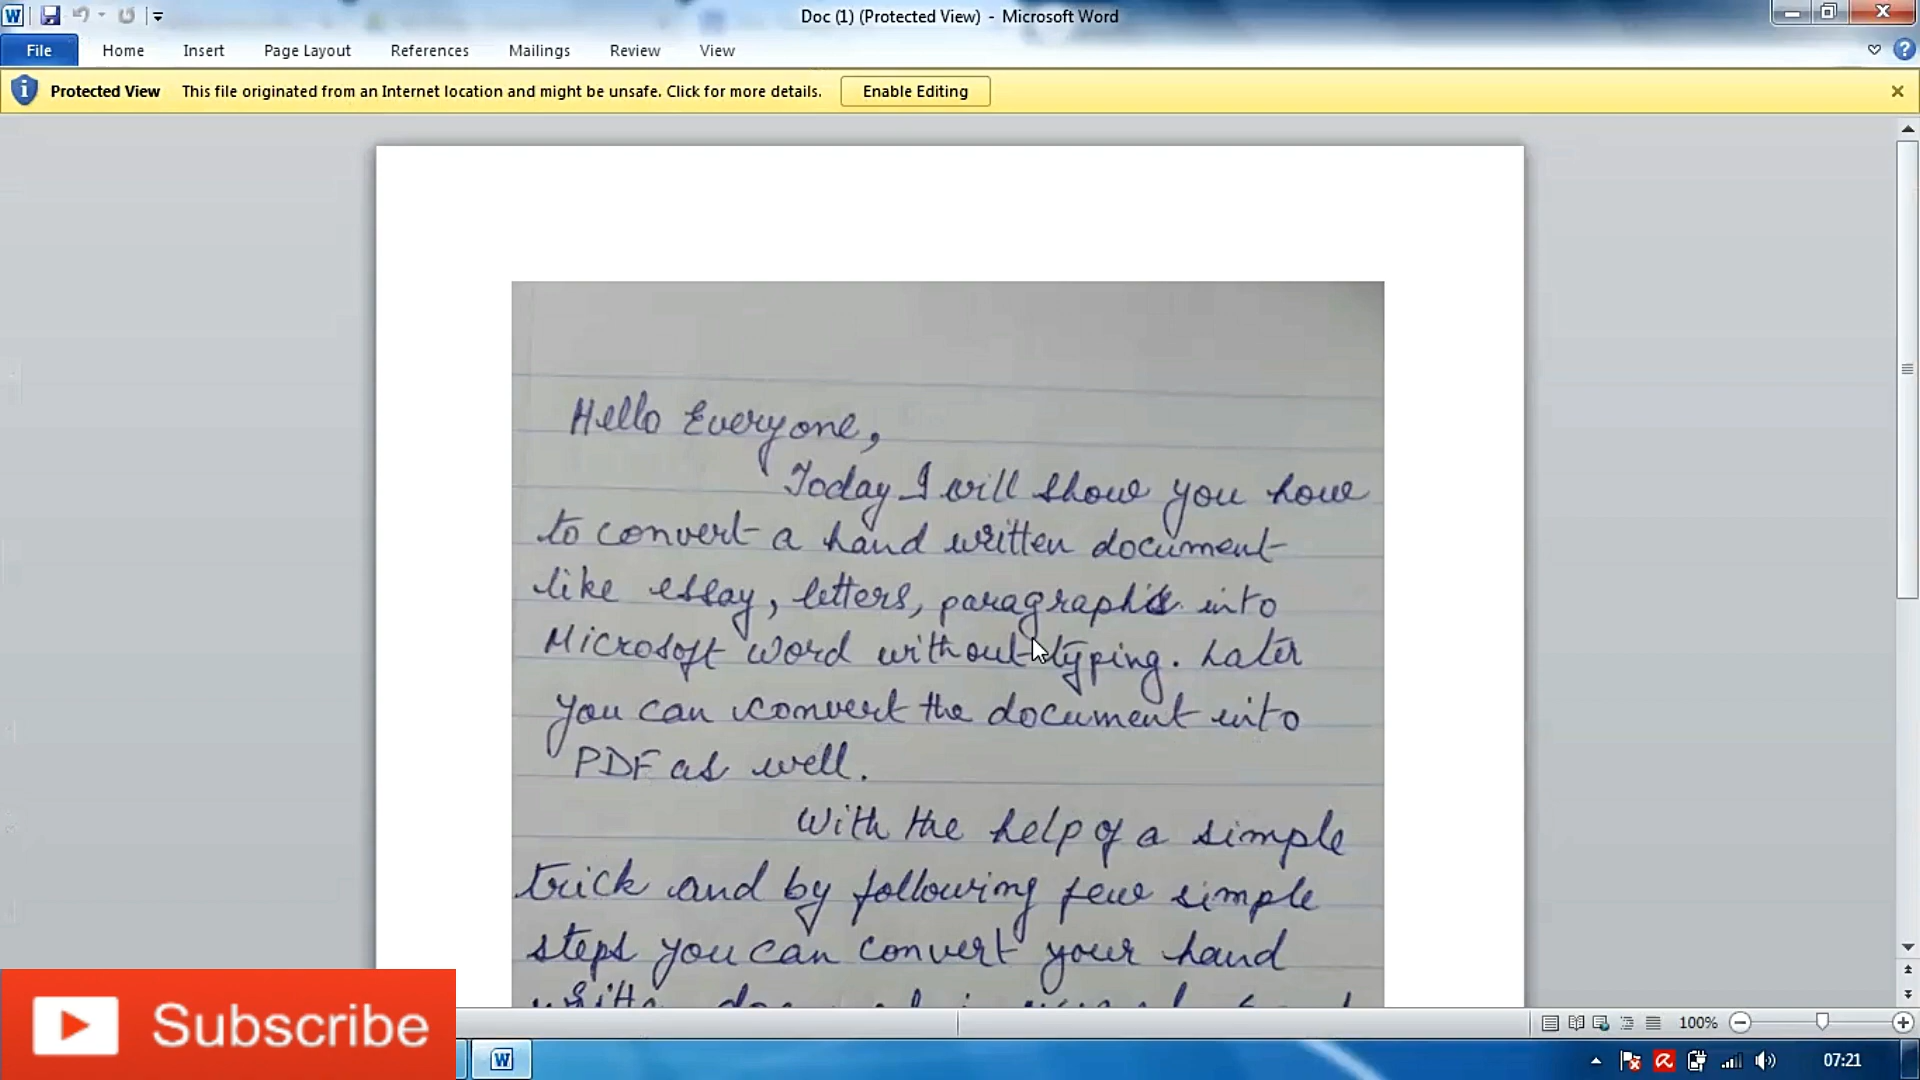 Doc (1) (Protected View) - Microsoft Word
File Home Insert Page Layout References Mailings Review View
Protected View This file originated from an Internet location and might be unsafe. Click for more details. Enable Editing
Hello Everyone,
Today I will show you how
to convert a hand written document
like essay, letters, paragraphs into
Microsoft word without typing. Later
you can convert the document into
PDF as well.
With the help of a simple
trick and by following few simple
steps you can convert your hand
Subscribe
100%
07:21